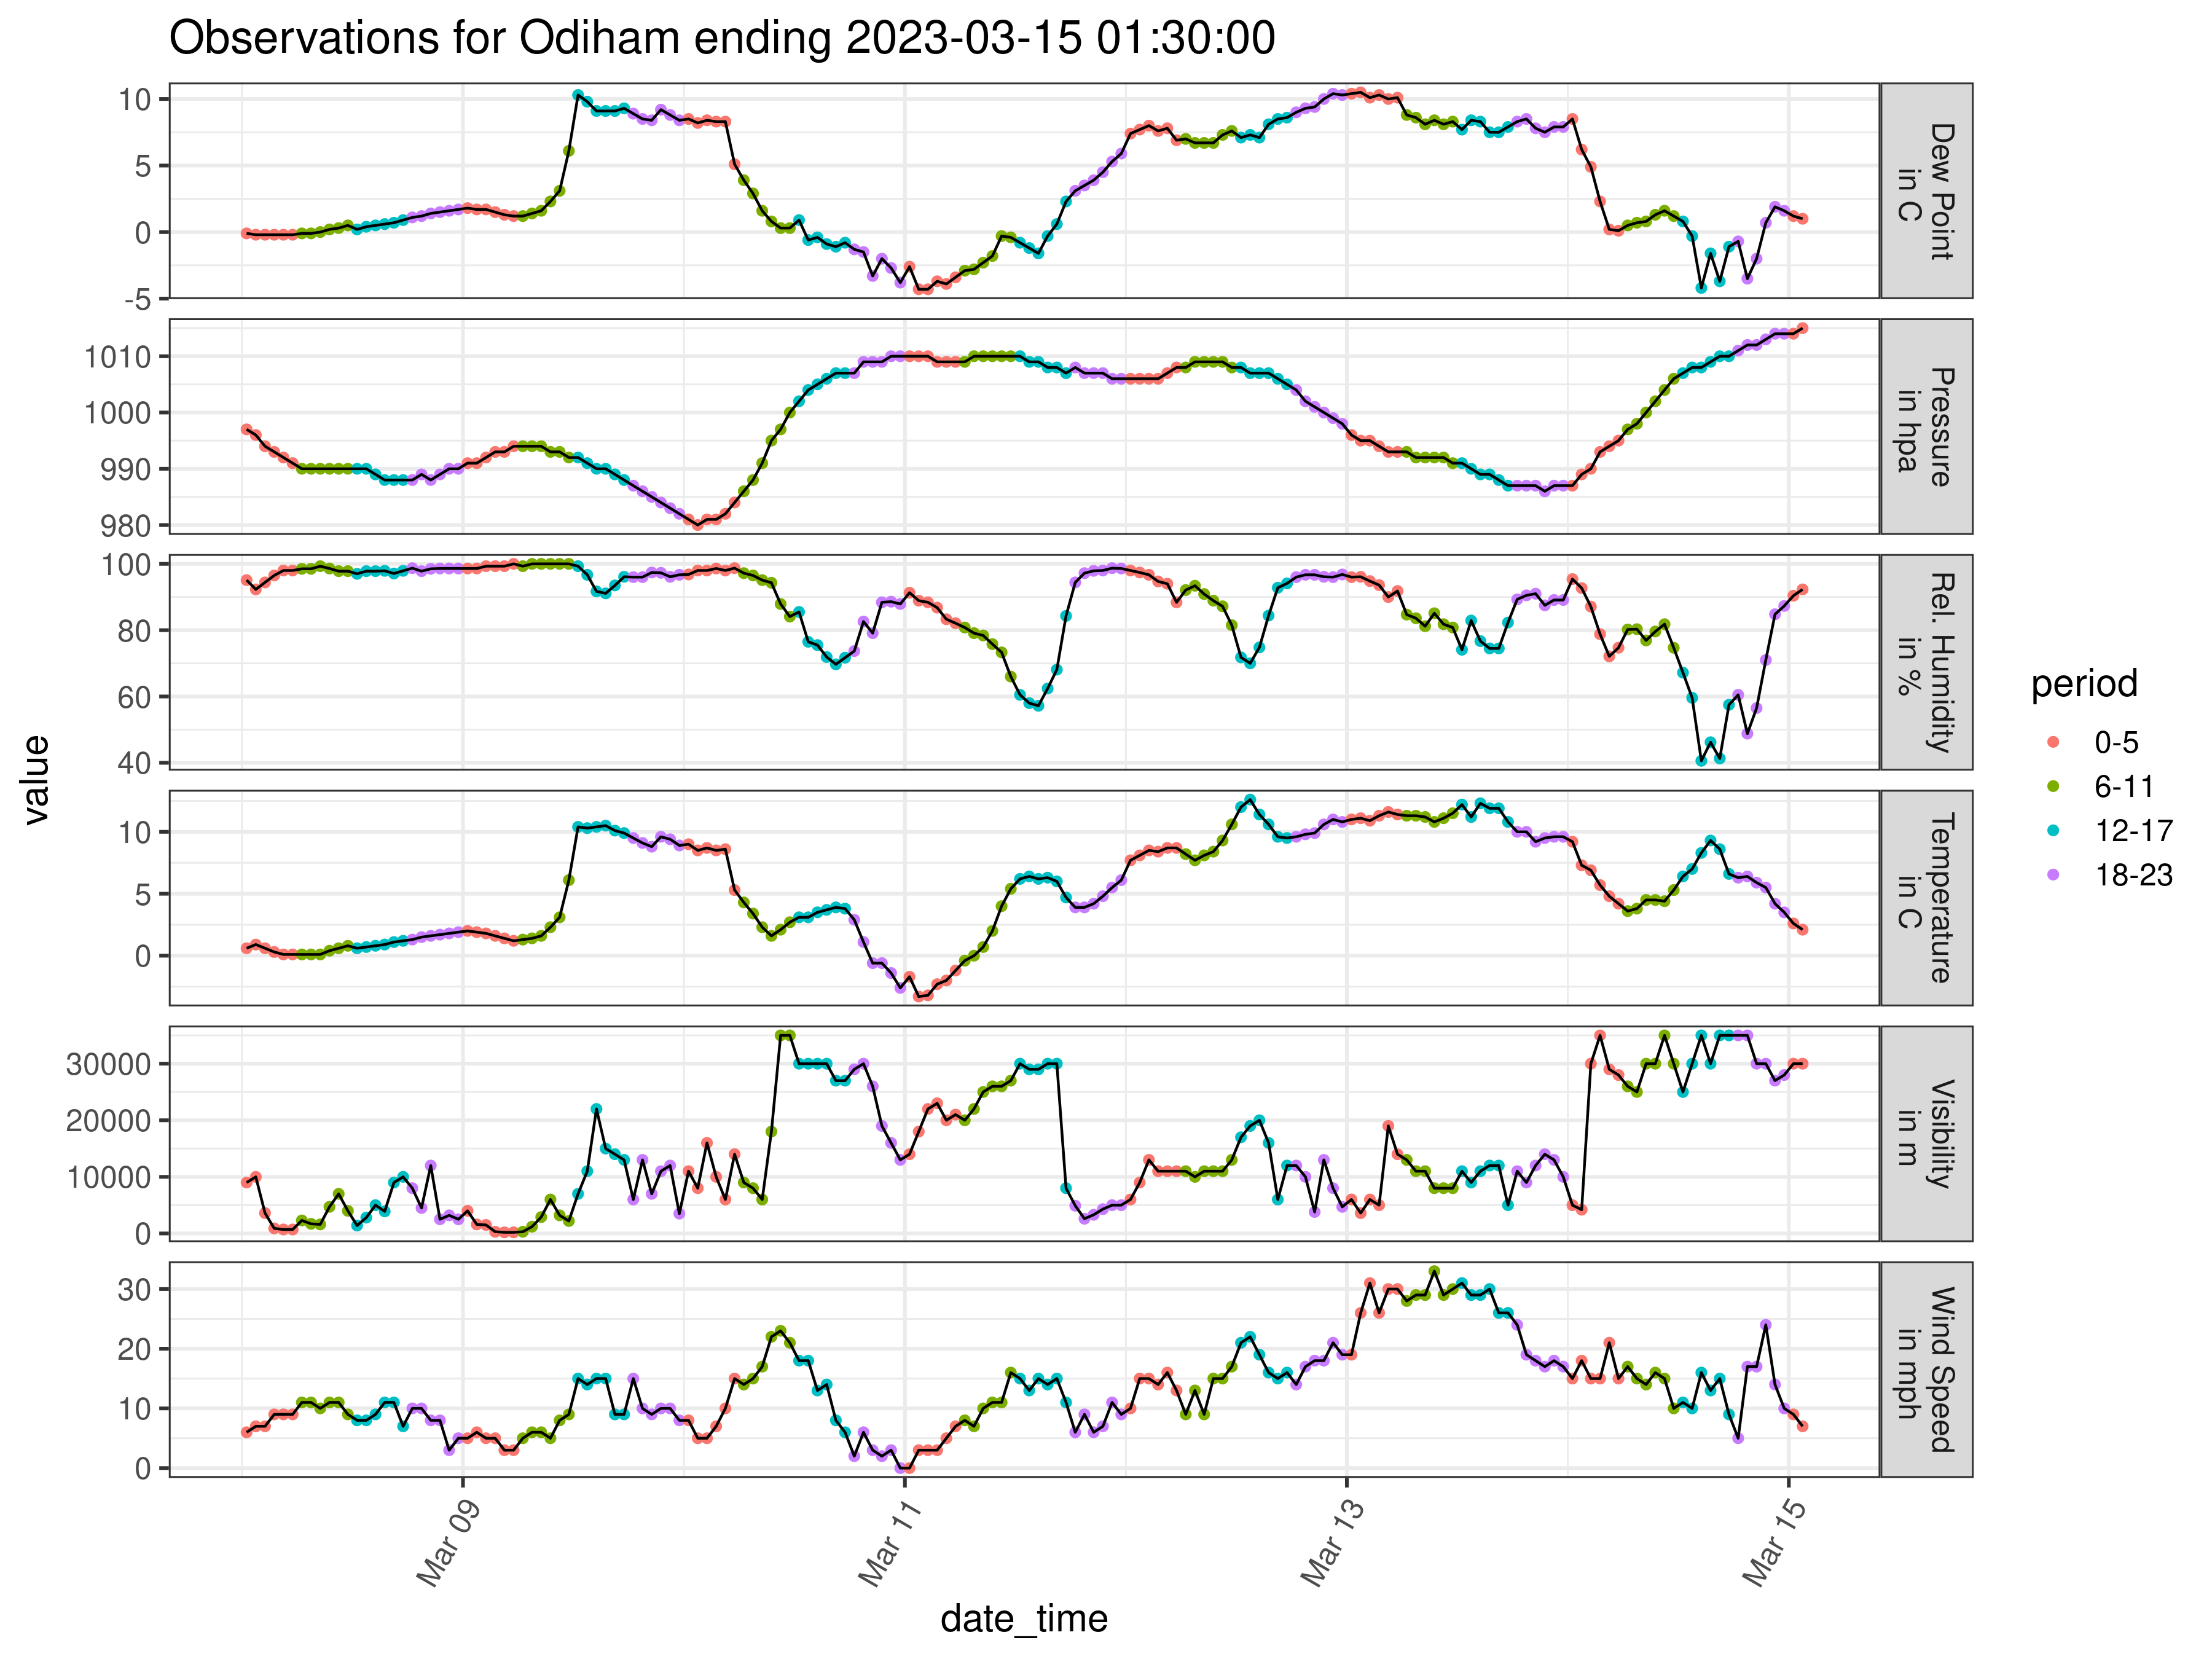 Observations for Odiham ending 2023-03-15 01:30:00
10
5
0
-5
Dew Point
in C
1010
1000
990
980
Pressure
in hpa
100
80
60
40
Rel. Humidity
in %
10
5
0
Temperature
in C
30000
20000
10000
0
Visibility
in m
30
20
10
0
Wind Speed
in mph
Mar 09
Mar 11
Mar 13
Mar 15
date_time
value
period
0-5
6-11
12-17
18-23